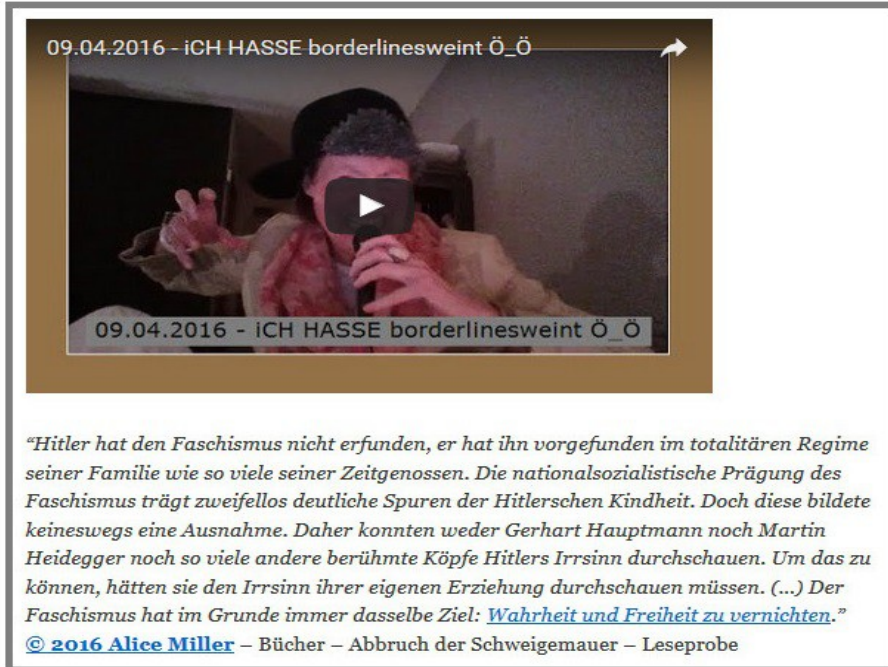 09.04.2016 - iCH HASSE borderlinesweint Ö_Ö
09.04.2016 - iCH HASSE borderlinesweint Ö_Ö
“Hitler hat den Faschismus nicht erfunden, er hat ihn vorgefunden im totalitären Regime
seiner Familie wie so viele seiner Zeitgenossen. Die nationalsozialistische Prägung des
Faschismus trägt zweifellos deutliche Spuren der Hitlerschen Kindheit. Doch diese bildete
keineswegs eine Ausnahme. Daher konnten weder Gerhart Hauptmann noch Martin
Heidegger noch so viele andere berühmte Köpfe Hitlers Irrsinn durchschauen. Um das zu
können, hätten sie den Irrsinn ihrer eigenen Erziehung durchschauen müssen. (...) Der
Faschismus hat im Grunde immer dasselbe Ziel: Wahrheit und Freiheit zu vernichten.”
© 2016 Alice Miller – Bücher – Abbruch der Schweigemauer – Leseprobe